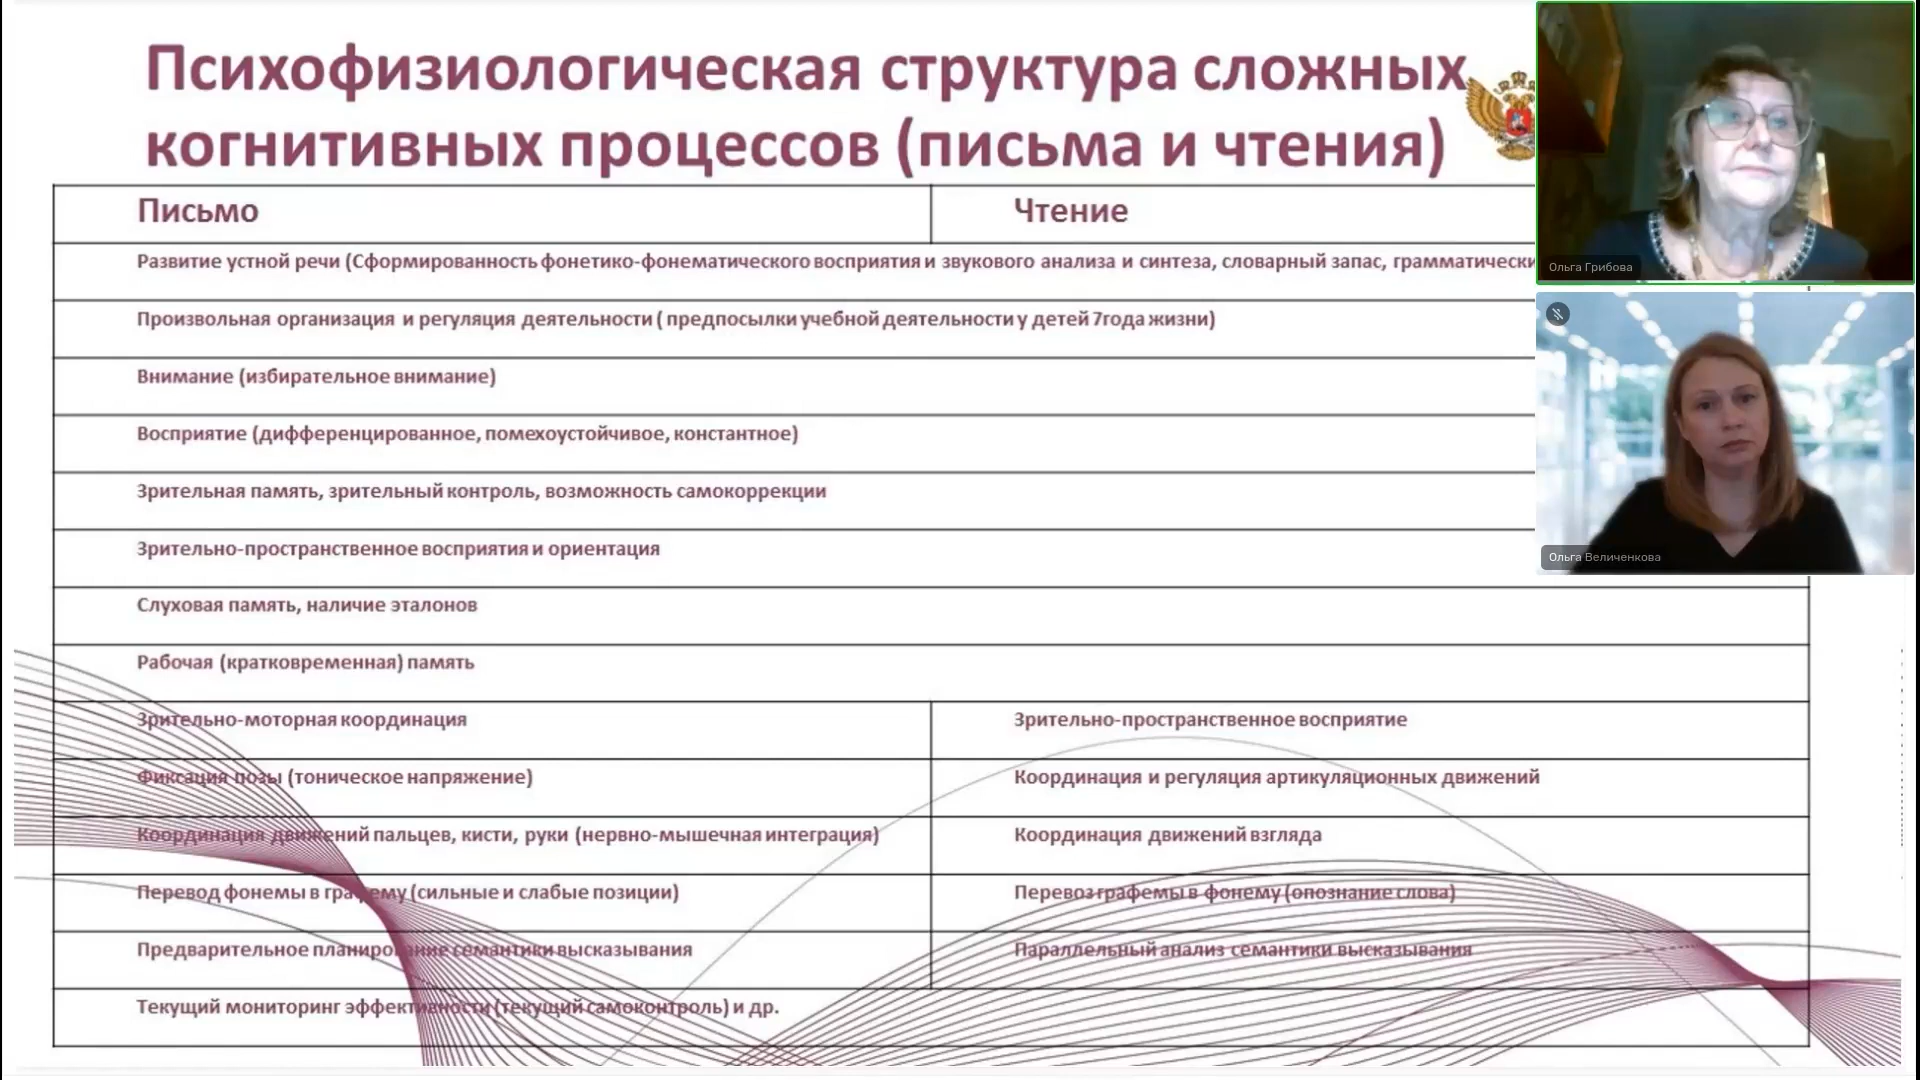 Психофизиологическая структура сложных
когнитивных процессов (письма и чтения)
Письмо
Чтение
Развитие устной речи (Сформированность фонетико-фонематического восприятия и звукового анализа и синтеза, словарный запас, грамматически
Произвольная организация и регуляция деятельности ( предпосылки учебной деятельности у детей 7года жизни)
Внимание (избирательное внимание)
Восприятие (дифференцированное, помехоустойчивое, константное)
Зрительная память, зрительный контроль, возможность самокоррекции
Зрительно-пространственное восприятия и ориентация
Слуховая память, наличие эталонов
Рабочая (кратковременная) память
Зрительно-моторная координация
Зрительно-пространственное восприятие
Фиксация позы (тоническое напряжение)
Координация и регуляция артикуляционных движений
Координация движений пальцев, кисти, руки (нервно-мышечная интеграция)
Координация движений взгляда
Перевод фонемы в графему (сильные и слабые позиции)
Перевоз графемы в фонему (опознание слова)
Предварительное планирование семантики высказывания
Параллельный анализ семантики высказывания
Текущий мониторинг эффективности (текущий самоконтроль) и др.
Ольга Грибова
Ольга Величенкова